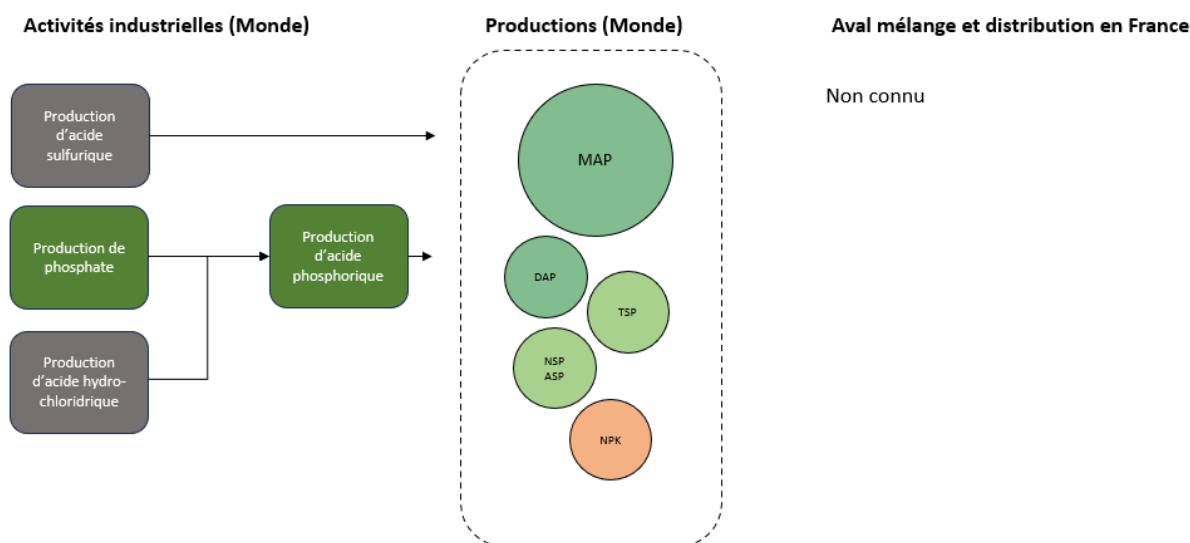 Activités industrielles (Monde)
Productions (Monde)
Aval mélange et distribution en France
Production
d'acide
sulfurique
Production de
phosphate
Production
d'acide hydro-
chloridrique
Production
d'acide
phosphorique
MAP
DAP
TSP
NSP
ASP
NPK
Non connu